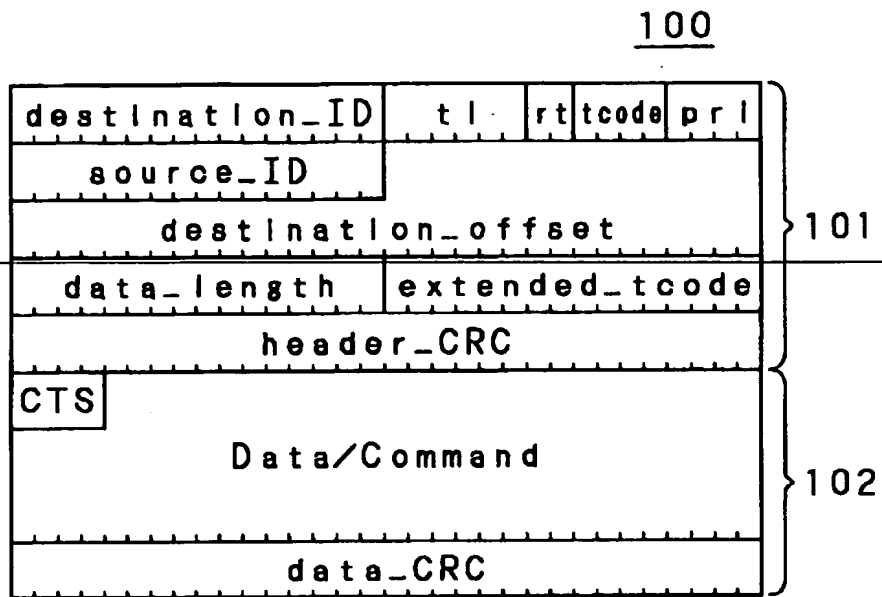 100
destination_ID tl rt tcode pri
source_ID
destination_offset
101
data_length extended_tcode
header_CRC
CTS
Data/Command
102
data_CRC